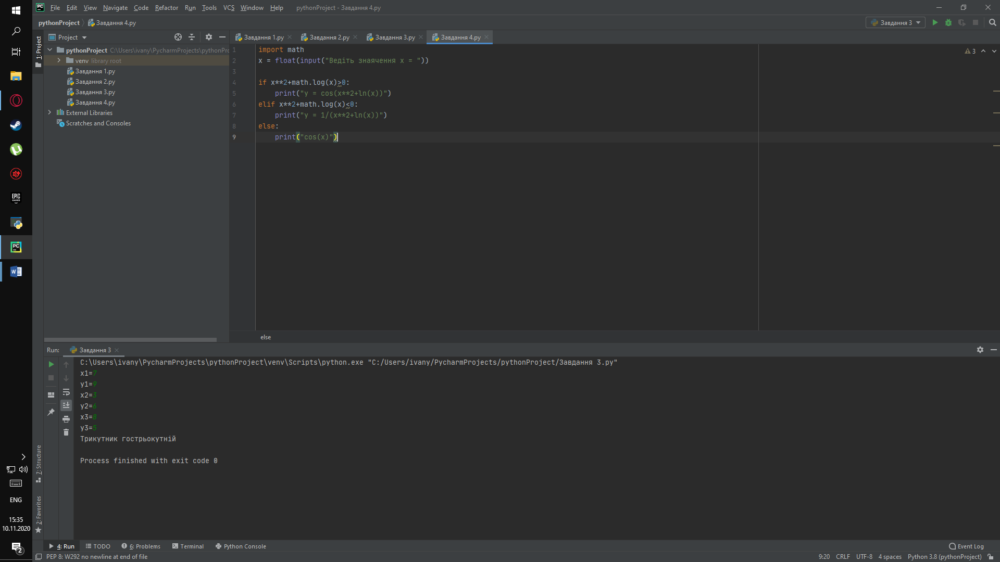 File Edit View Navigate Code Refactor Run Tools VCS Window Help pythonProject - Завдання 4.py
pythonProject Завдання 4.py Завдання 3
1: Project
Project
Завдання 1.py Завдання 2.py Завдання 3.py Завдання 4.py
pythonProject C:\Users\ivany\PycharmProjects\pythonPrc
venv library root
Завдання 1.py
Завдання 2.py
Завдання 3.py
Завдання 4.py
External Libraries
Scratches and Consoles
3
1 import math
2 x = float(input("Ведіть знаячення x = "))
3
4 if x**2+math.log(x)>0:
5 print("y = cos(x**2+ln(x))")
6 elif x**2+math.log(x)<0:
7 print("y = 1/(x**2+ln(x))")
8 else:
9 print("cos(x)")
else
Run: Завдання 3
C:\Users\ivany\PycharmProjects\pythonProject\venv\Scripts\python.exe "C:/Users/ivany/PycharmProjects/pythonProject/Завдання 3.py"
x1=7
y1=9
x2=3
y2=6
x3=8
y3=5
Трикутник гострьокутній
Process finished with exit code 0
7: Structure
2: Favorites
4: Run TODO 6: Problems Terminal Python Console Event Log
PEP 8: W292 no newline at end of file 9:20 CRLF UTF-8 4 spaces Python 3.8 (pythonProject)
EPIC
GAMES
PC
W
PC
ENG
15:35
10.11.2020
2